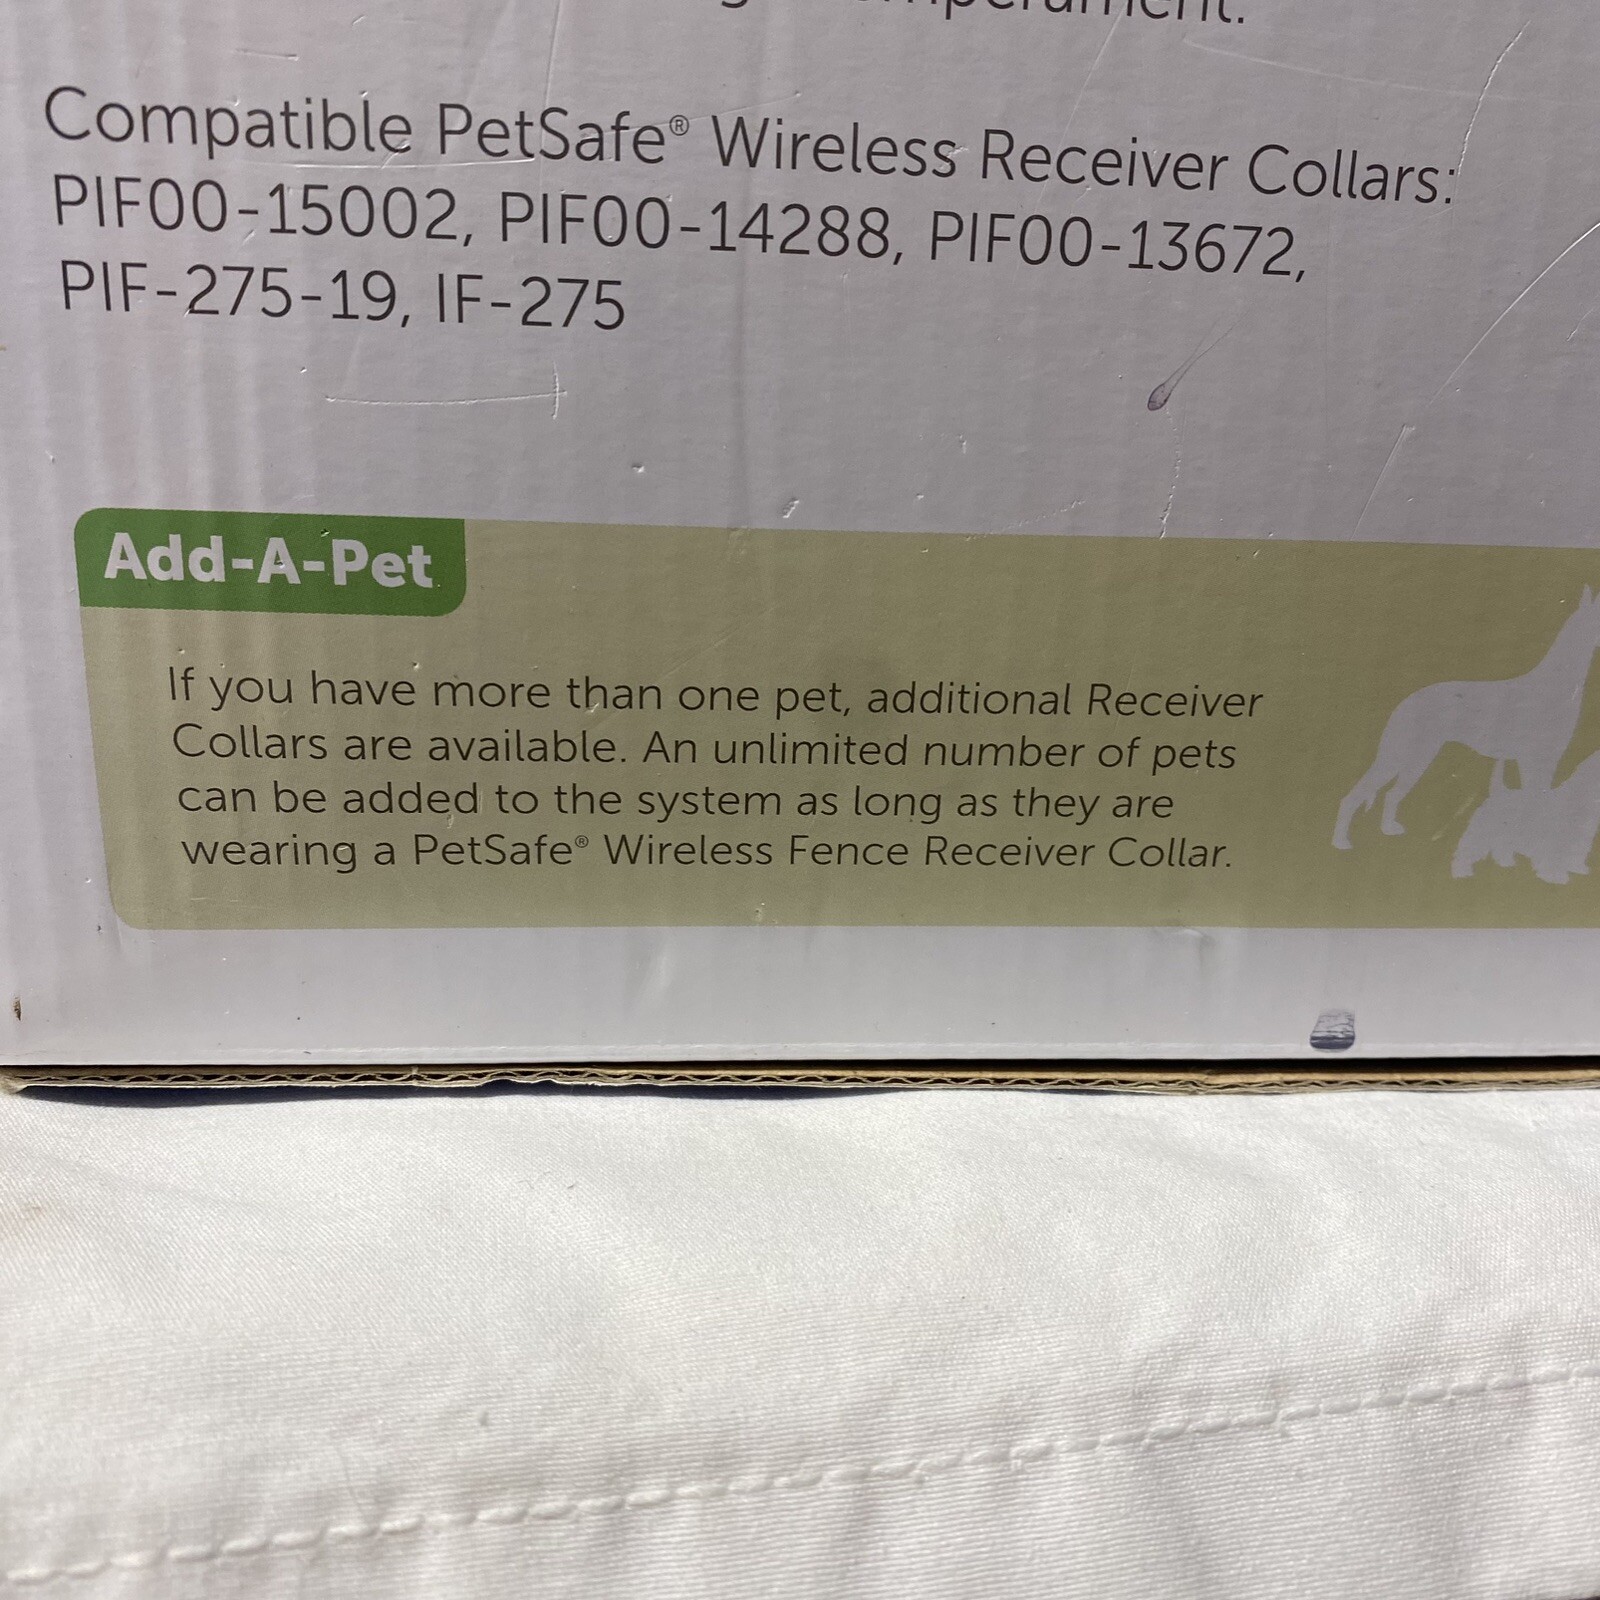 Compatible PetSafe® Wireless Receiver Collars:
PIF00-15002, PIF00-14288, PIF00-13672,
PIF-275-19, IF-275
Add-A-Pet
If you have more than one pet, additional Receiver
Collars are available. An unlimited number of pets
can be added to the system as long as they are
wearing a PetSafe® Wireless Fence Receiver Collar.